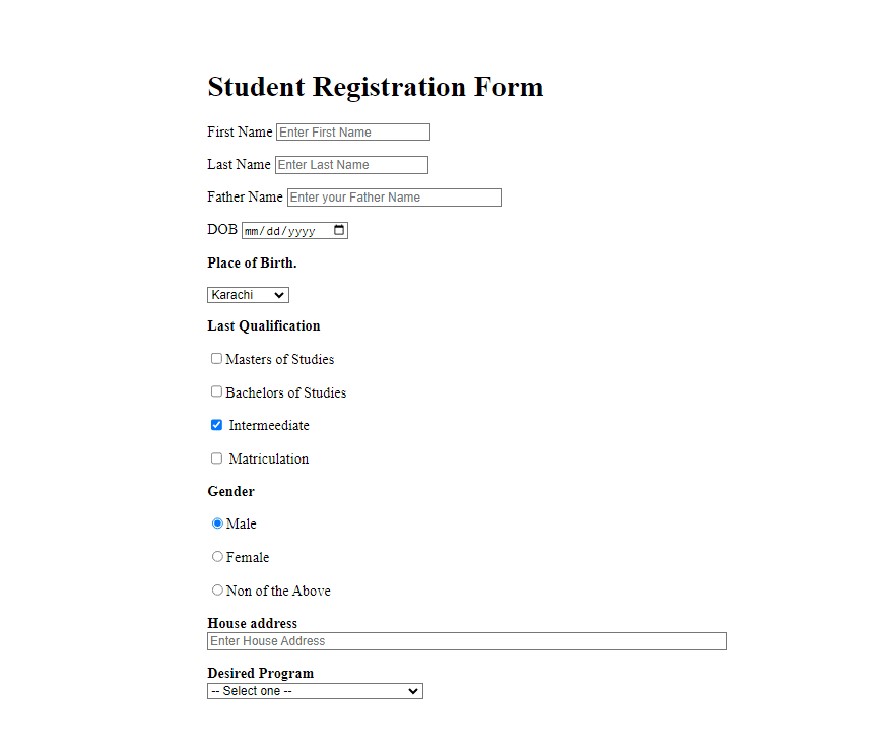 Student Registration Form
First Name Enter First Name
Last Name Enter Last Name
Father Name Enter your Father Name
DOB mm/dd/yyyy
Place of Birth.
Karachi
Last Qualification
Masters of Studies
Bachelors of Studies
Intermeediate
Matriculation
Gender
Male
Female
Non of the Above
House address
Enter House Address
Desired Program
-- Select one --